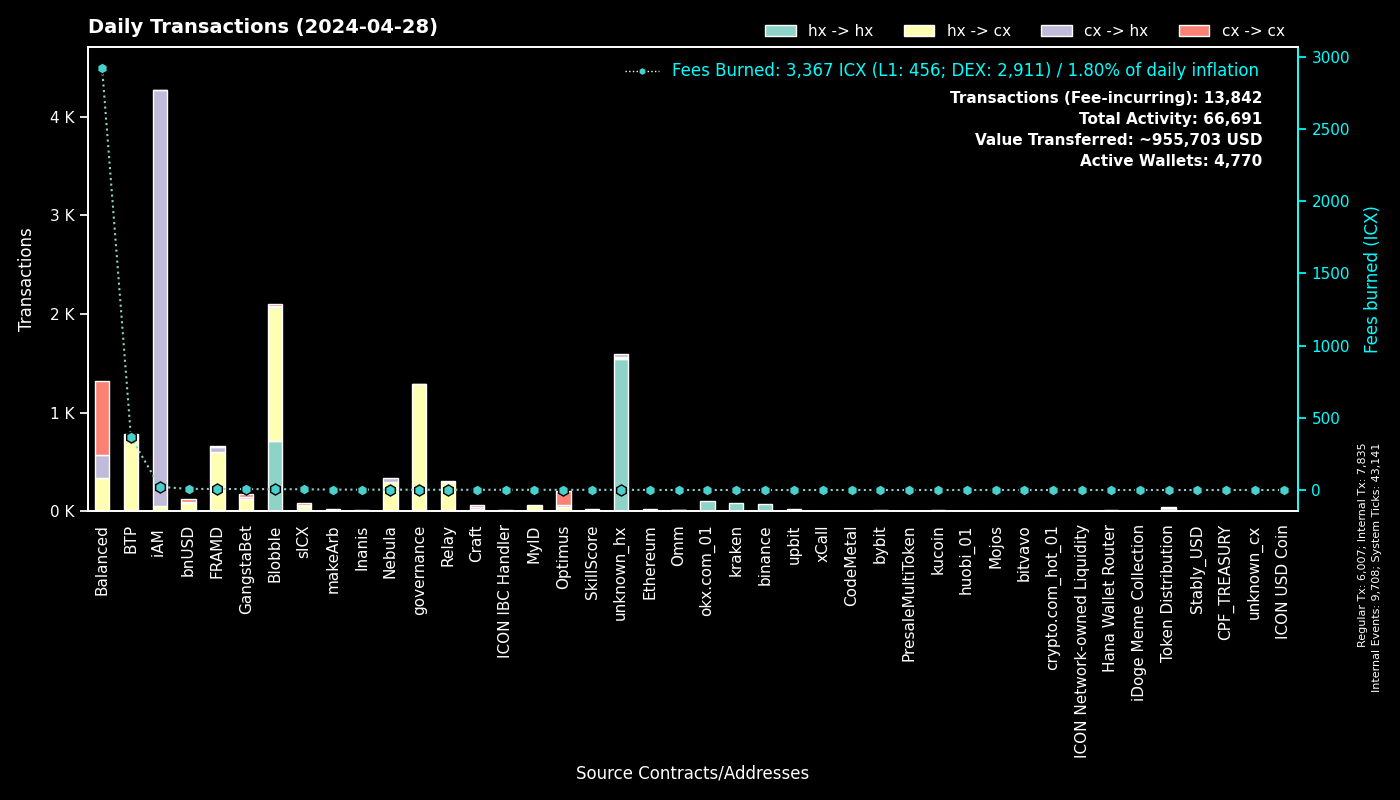 Daily Transactions (2024-04-28)
hx -> hx
hx -> cx
cx -> hx
cx -> cx
Fees Burned: 3,367 ICX (L1: 456; DEX: 2,911) / 1.80% of daily inflation
Transactions (Fee-incurring): 13,842
Total Activity: 66,691
Value Transferred: ~955,703 USD
Active Wallets: 4,770
Transactions
4 K
3 K
2 K
1 K
0 K
3000
2500
2000
1500
1000
500
0
Fees burned (ICX)
Balanced
BTP
iAM
bnUSD
FRAMD
GangstaBet
Blobble
sICX
makeArb
Inanis
Nebula
governance
Relay
Craft
ICON IBC Handler
MyID
Optimus
SkillScore
unknown_hx
Ethereum
Omm
okx.com_01
kraken
binance
upbit
xCall
CodeMetal
bybit
PresaleMultiToken
kucoin
huobi_01
Mojos
bitvavo
crypto.com_hot_01
ICON Network-owned Liquidity
Hana Wallet Router
iDoge Meme Collection
Token Distribution
Stably_USD
CPF_TREASURY
unknown_cx
ICON USD Coin
Source Contracts/Addresses
Regular Tx: 6,007; Internal Tx: 7,835
Internal Events: 9,708; System Ticks: 43,141